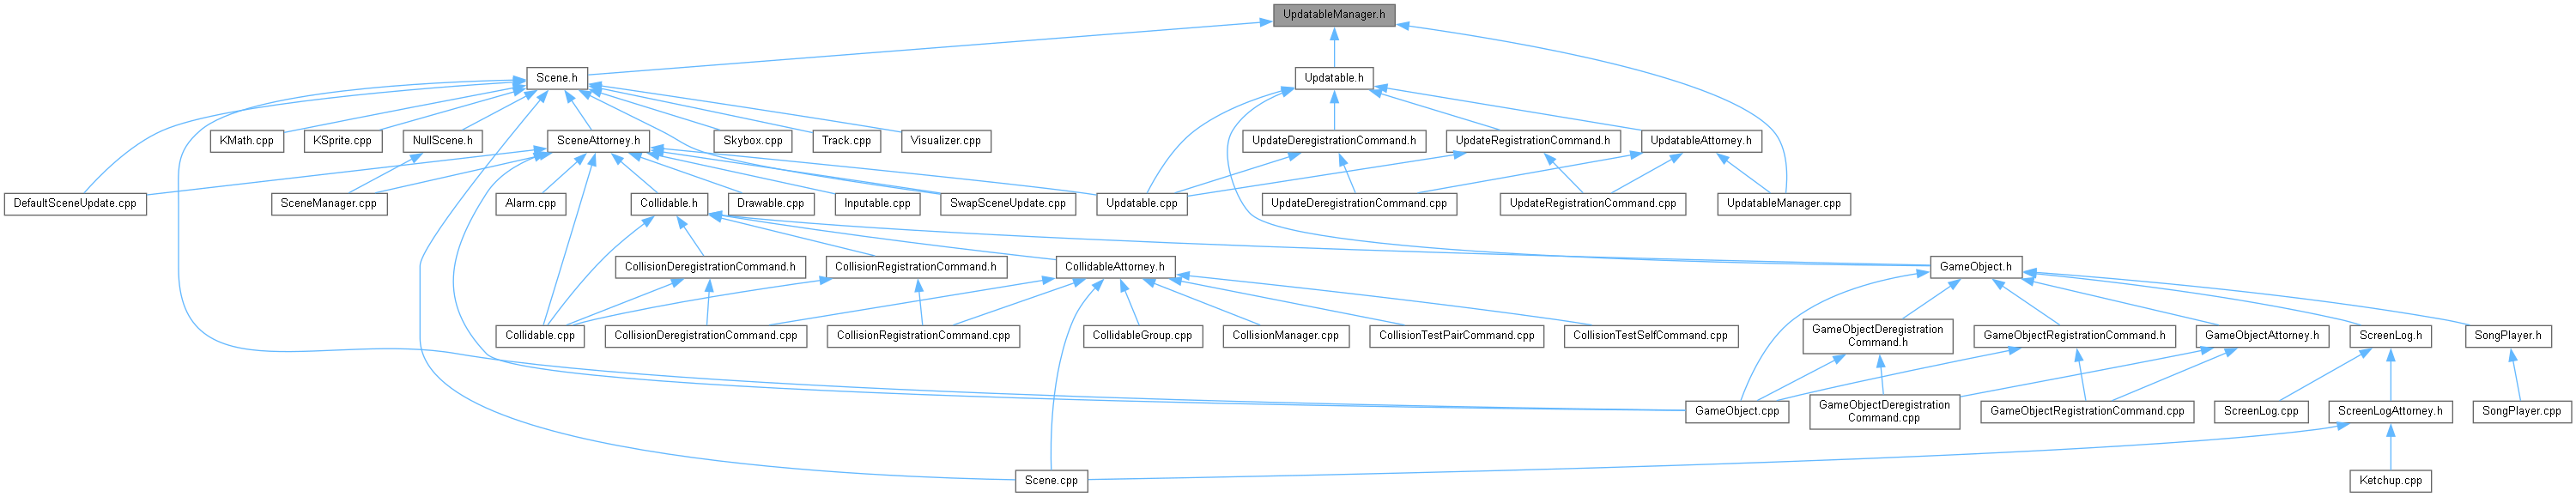 UpdatableManager.h
Scene.h
Updatable.h
KMath.cpp
KSprite.cpp
NullScene.h
SceneAttorney.h
Skybox.cpp
Track.cpp
Visualizer.cpp
UpdateDeregistrationCommand.h
UpdateRegistrationCommand.h
UpdatableAttorney.h
DefaultSceneUpdate.cpp
SceneManager.cpp
Alarm.cpp
Collidable.h
Drawable.cpp
Inputable.cpp
SwapSceneUpdate.cpp
Updatable.cpp
UpdateDeregistrationCommand.cpp
UpdateRegistrationCommand.cpp
UpdatableManager.cpp
CollisionDeregistrationCommand.h
CollisionRegistrationCommand.h
CollidableAttorney.h
GameObject.h
Collidable.cpp
CollisionDeregistrationCommand.cpp
CollisionRegistrationCommand.cpp
CollidableGroup.cpp
CollisionManager.cpp
CollisionTestPairCommand.cpp
CollisionTestSelfCommand.cpp
GameObjectDeregistration
Command.h
GameObjectRegistrationCommand.h
GameObjectAttorney.h
ScreenLog.h
SongPlayer.h
GameObject.cpp
GameObjectDeregistration
Command.cpp
GameObjectRegistrationCommand.cpp
ScreenLog.cpp
ScreenLogAttorney.h
SongPlayer.cpp
Scene.cpp
Ketchup.cpp